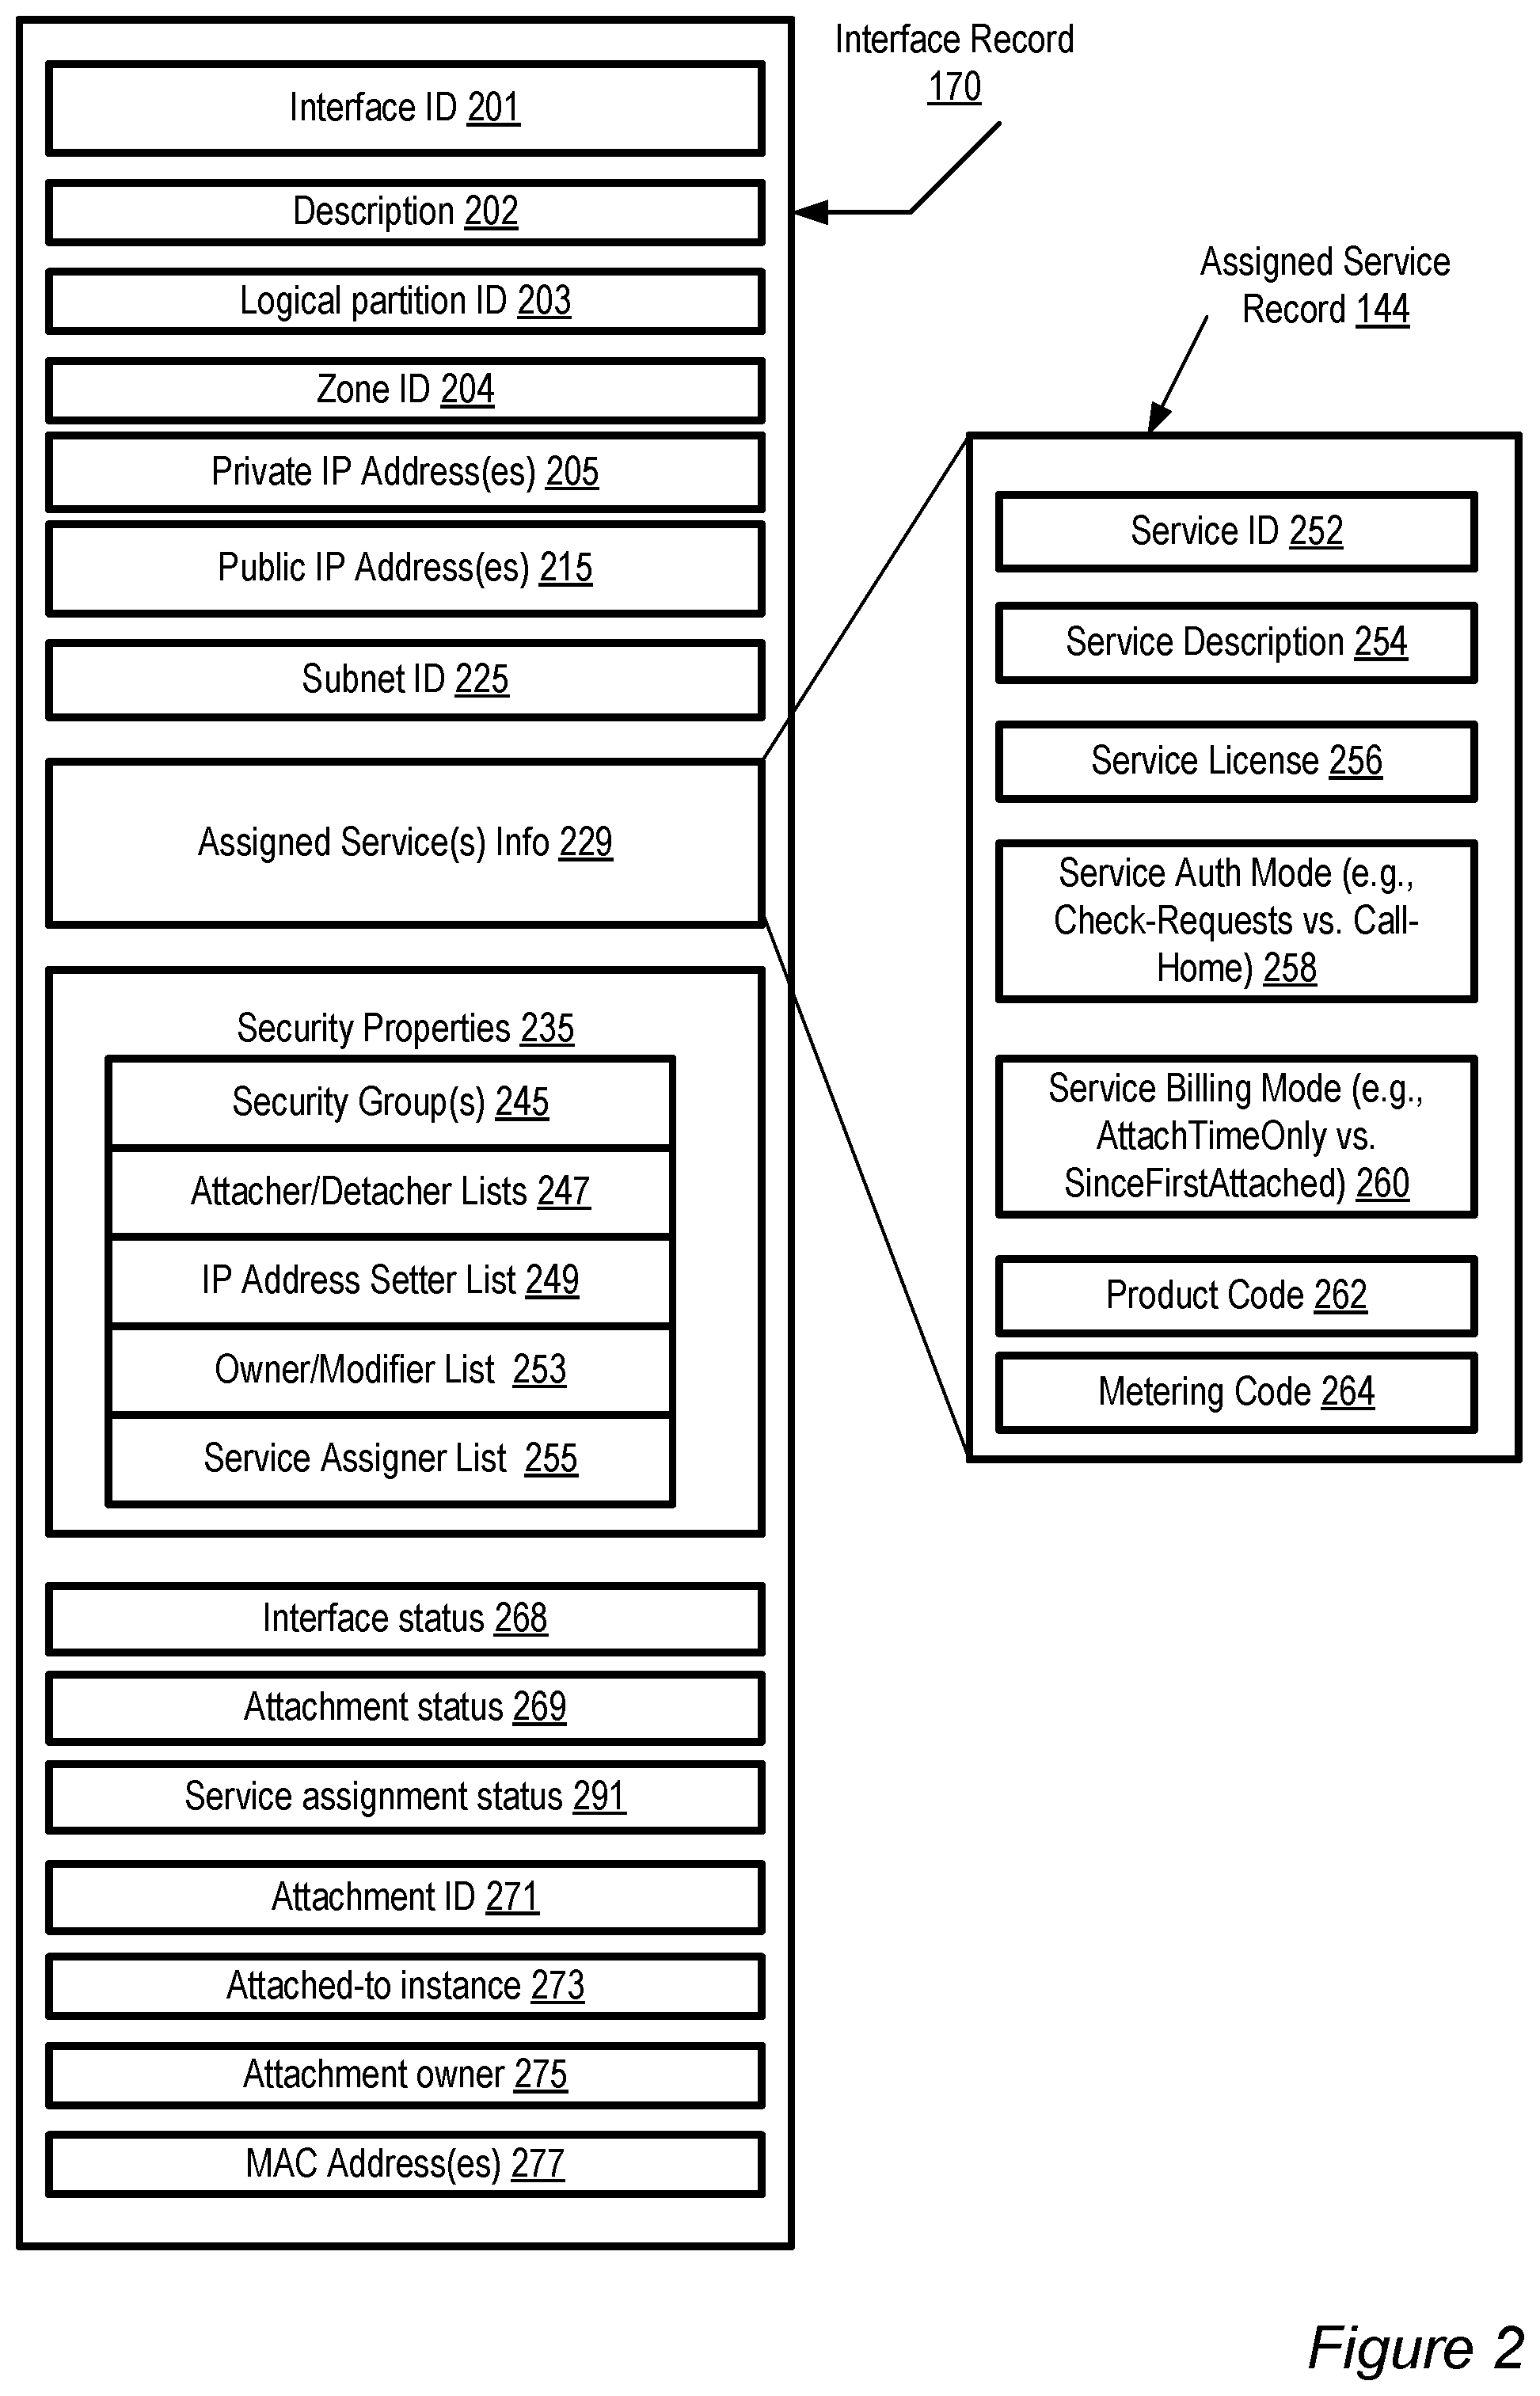 Interface Record
170
Interface ID 201
Description 202
Logical partition ID 203
Zone ID 204
Private IP Address(es) 205
Public IP Address(es) 215
Subnet ID 225
Assigned Service(s) Info 229
Security Properties 235
Security Group(s) 245
Attacher/Detacher Lists 247
IP Address Setter List 249
Owner/Modifier List 253
Service Assigner List 255
Interface status 268
Attachment status 269
Service assignment status 291
Attachment ID 271
Attached-to instance 273
Attachment owner 275
MAC Address(es) 277
Assigned Service
Record 144
Service ID 252
Service Description 254
Service License 256
Service Auth Mode (e.g.,
Check-Requests vs. Call-
Home) 258
Service Billing Mode (e.g.,
AttachTimeOnly vs.
SinceFirstAttached) 260
Product Code 262
Metering Code 264
Figure 2